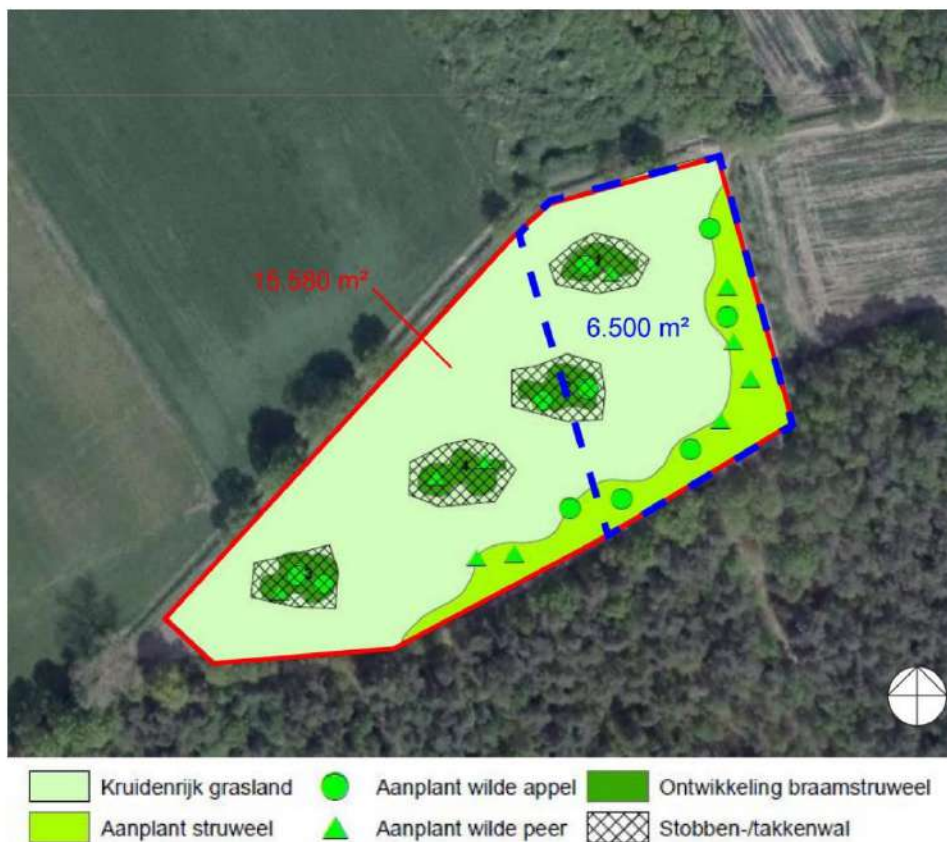 15.580 m²
6.500 m²
Kruidenrijk grasland
Aanplant wilde appel
Ontwikkeling braamstruweel
Aanplant struweel
Aanplant wilde peer
Stobben-/takkenwal